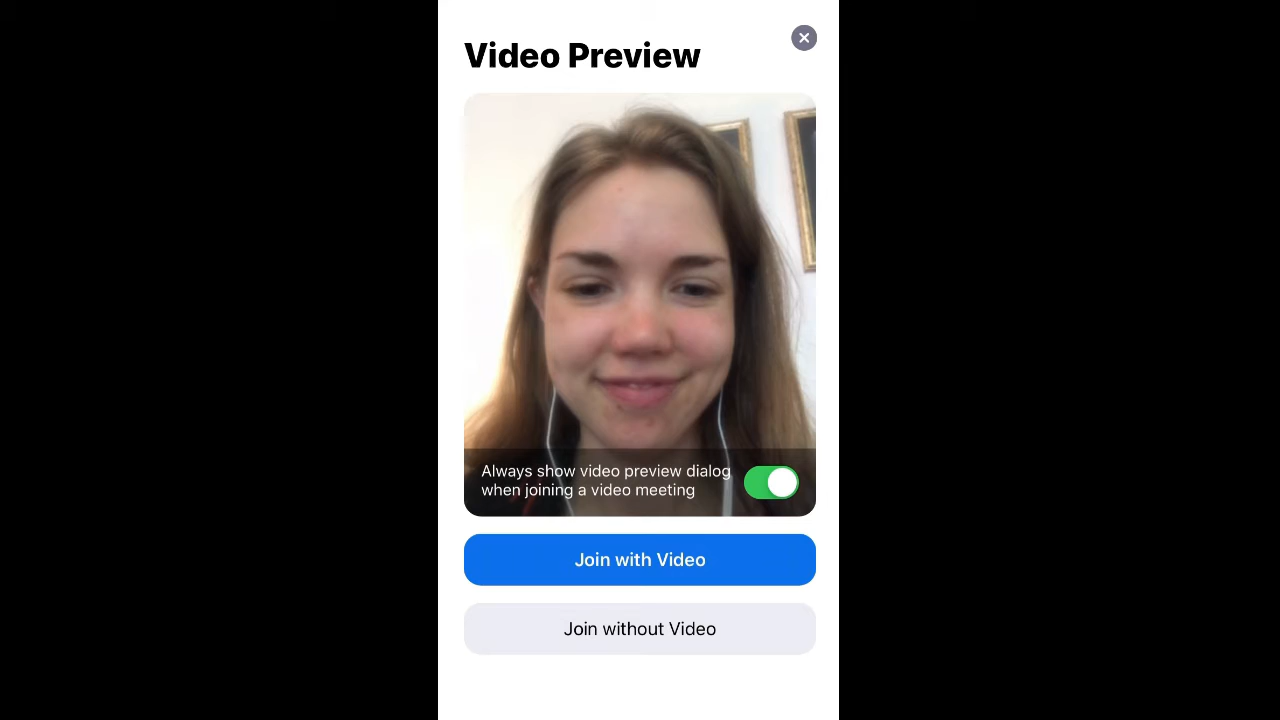 Video Preview
Always show video preview dialog
when joining a video meeting
Join with Video
Join without Video